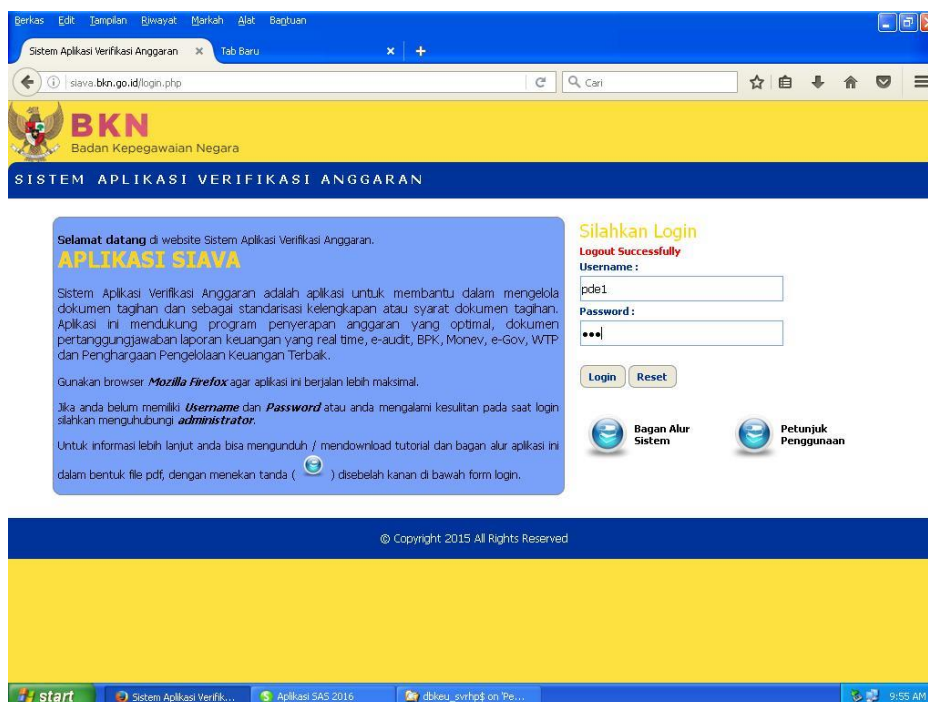 Berkas Edit Tampilan Riwayat Markah Alat Bantuan
Sistem Aplikasi Verifikasi Anggaran
Tab Baru
siava.bkn.go.id/login.php
Cari
BKN
Badan Kepegawaian Negara
SISTEM APLIKASI VERIFIKASI ANGGARAN
Selamat datang di website Sistem Aplikasi Verifikasi Anggaran.
APLIKASI SIAVA
Sistem Aplikasi Verifikasi Anggaran adalah aplikasi untuk membantu dalam mengelola
dokumen tagihan dan sebagai standarisasi kelengkapan atau syarat dokumen tagihan.
Aplikasi ini mendukung program penyerapan anggaran yang optimal, dokumen
pertanggungjawaban laporan keuangan yang real time, e-audit, BPK, Monev, e-Gov, WTP
dan Penghargaan Pengelolaan Keuangan Terbaik.
Gunakan browser Mozilla Firefox agar aplikasi ini berjalan lebih maksimal.
Jika anda belum memiliki Username dan Password atau anda mengalami kesulitan pada saat login
silahkan menguhubungi administrator.
Untuk informasi lebih lanjut anda bisa mengunduh / mendownload tutorial dan bagan alur aplikasi ini
dalam bentuk file pdf, dengan menekan tanda ( ) disebelah kanan di bawah form login.
Silahkan Login
Logout Successfully
Username :
pde1
Password :
•••
Login Reset
Bagan Alur
Sistem
Petunjuk
Penggunaan
© Copyright 2015 All Rights Reserved
start
Sistem Aplikasi Verifik...
Aplikasi SAS 2016
dbkeu_svrhp$ on 'Pe...
9:55 AM